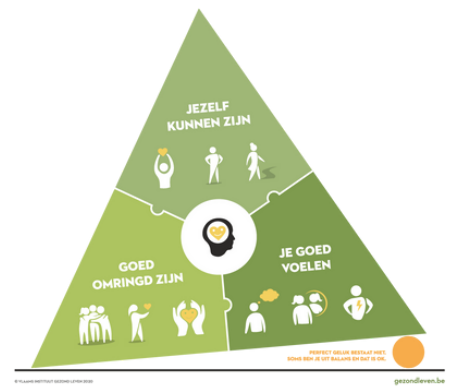 JEZELF
KUNNEN ZIJN
GOED
OMRINGD ZIJN
JE GOED
VOELEN
PERFECT GELUK BESTAAT NIET.
SOMS BEN JE UIT BALANS EN DAT IS OK.
© VLAAMS INSTITUUT GEZOND LEVEN 2020
gezondleven.be